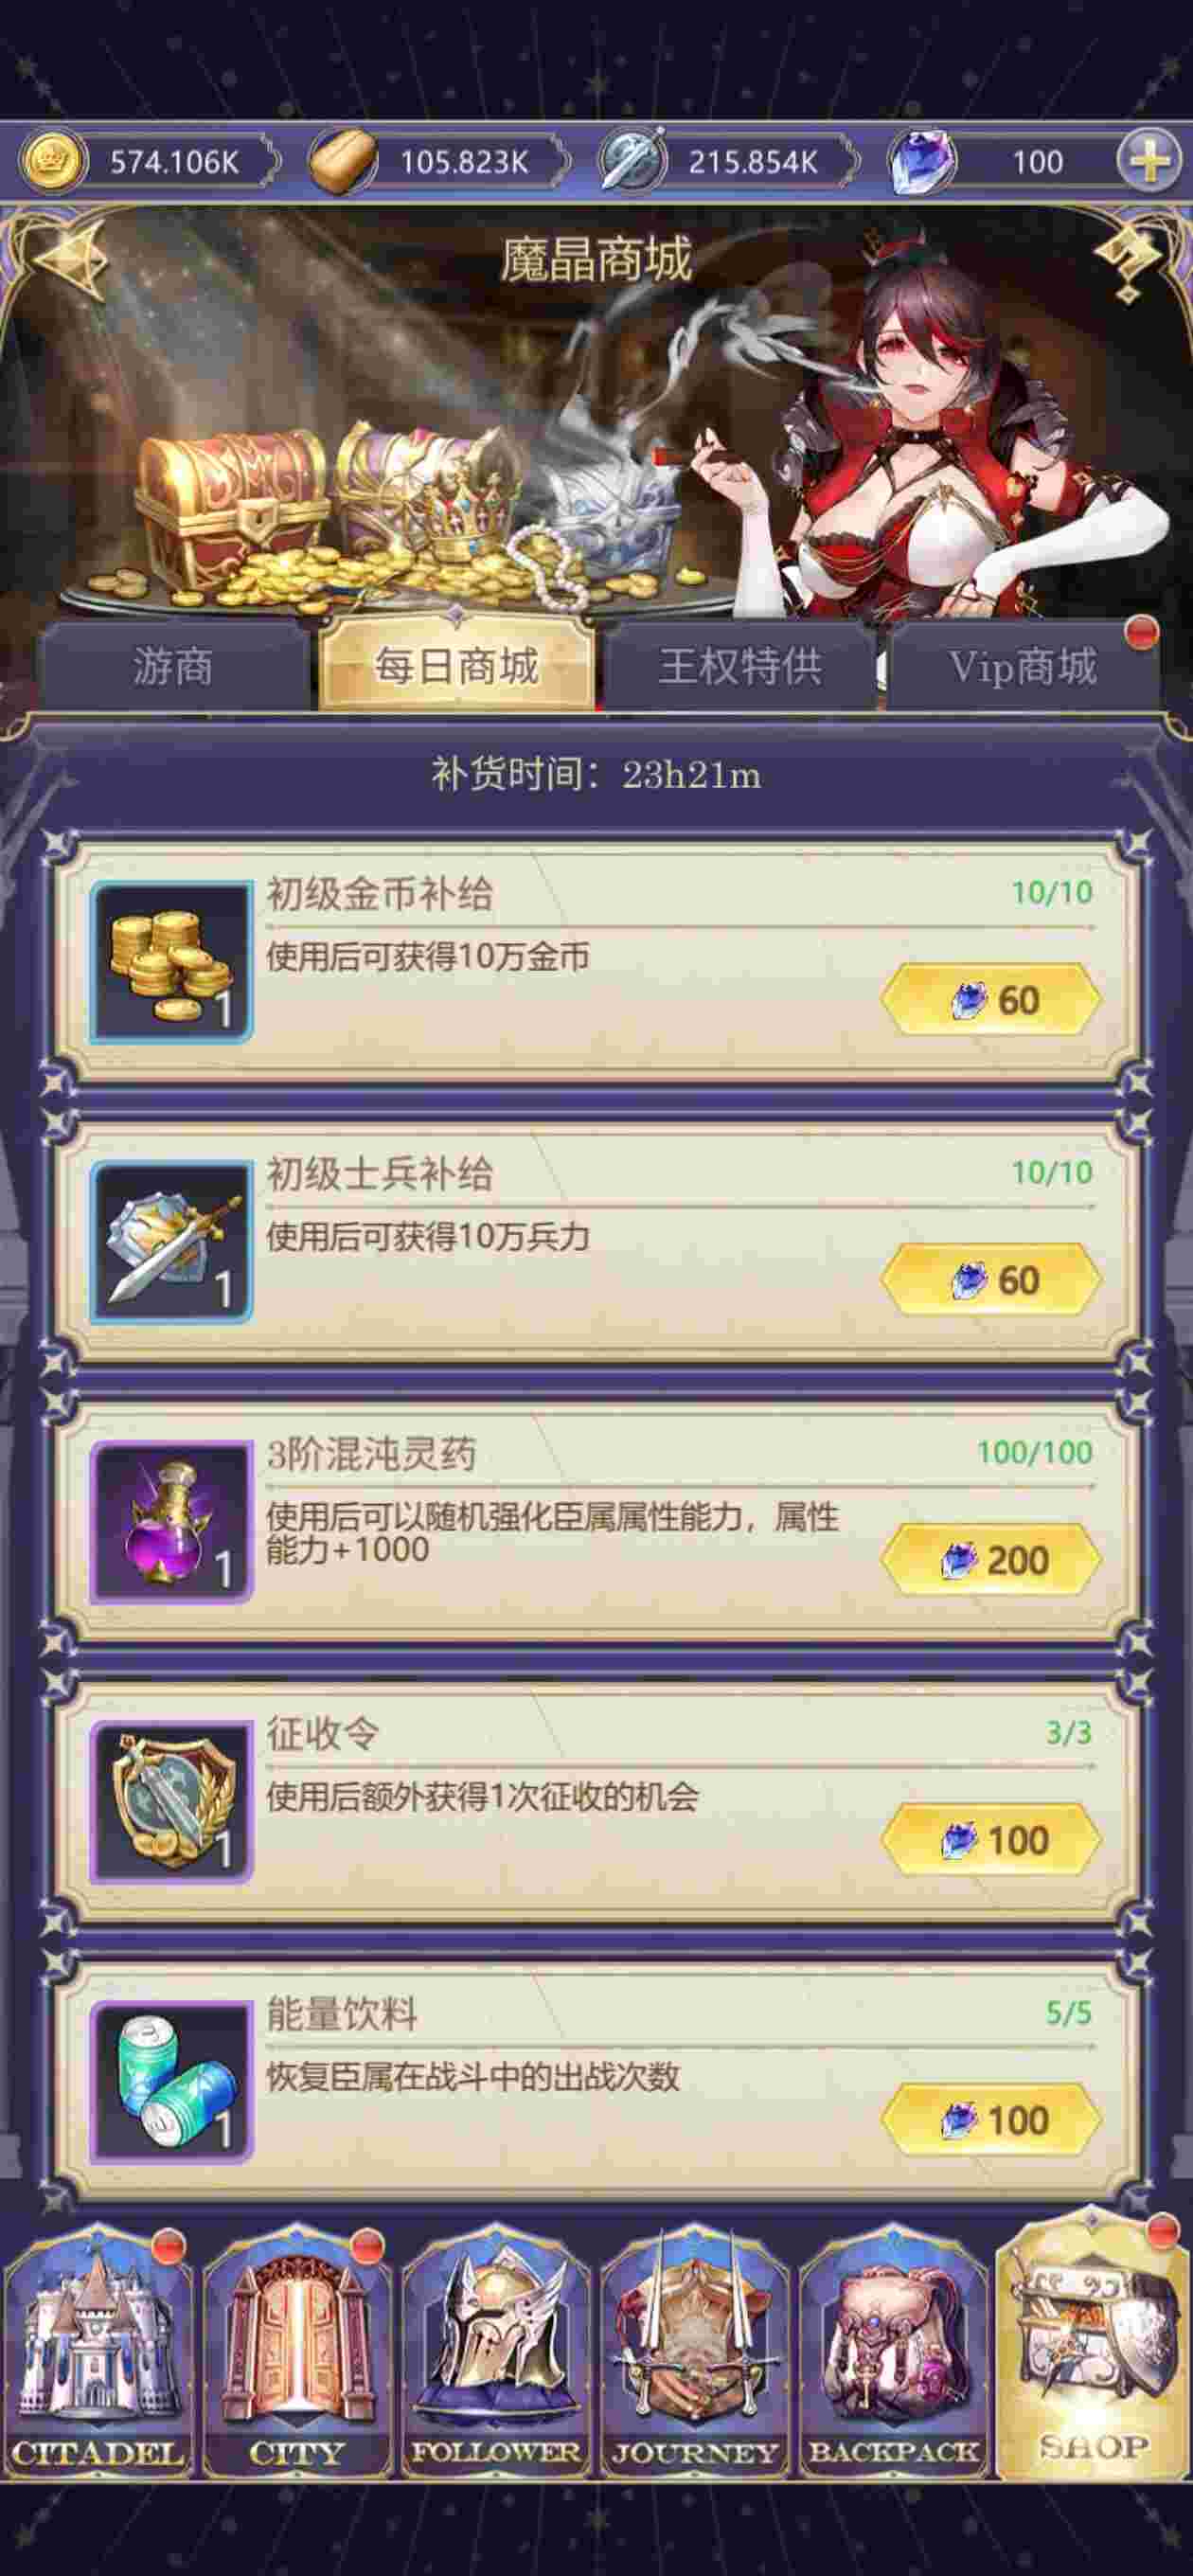 574.106K 105.823K 215.854K 100
魔晶商城
游商 每日商城 王权特供 Vip商城
补货时间：23h21m
初级金币补给 10/10
使用后可获得10万金币
60
1
初级士兵补给 10/10
使用后可获得10万兵力
60
1
3阶混沌灵药 100/100
使用后可以随机强化臣属属性能力，属性
能力+1000
200
1
征收令 3/3
使用后额外获得1次征收的机会
100
1
能量饮料 5/5
恢复臣属在战斗中的出战次数
100
1
CITADEL CITY FOLLOWER JOURNEY BACKPACK SHOP